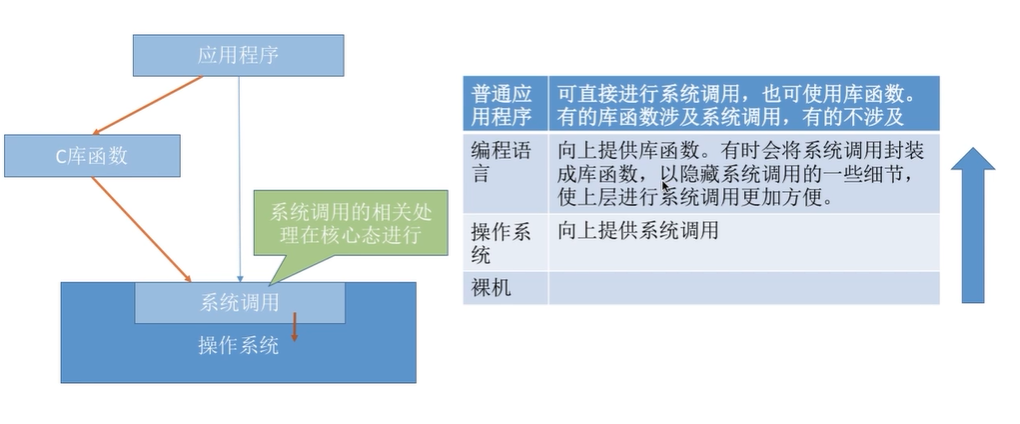 应用程序
C库函数
系统调用的相关处
理在核心态进行
系统调用
操作系统
普通应
用程序
可直接进行系统调用，也可使用库函数。
有的库函数涉及系统调用，有的不涉及
编程语
言
向上提供库函数。有时会将系统调用封装
成库函数，以隐藏系统调用的一些细节，
使上层进行系统调用更加方便。
操作系
统
向上提供系统调用
裸机